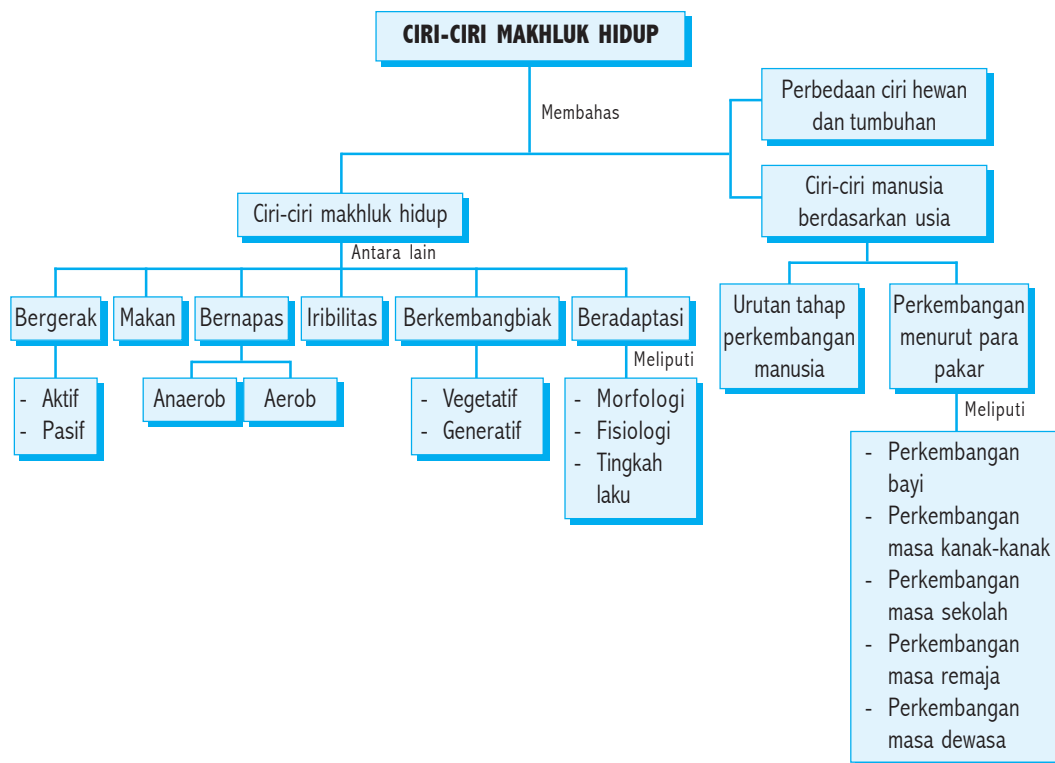 CIRI-CIRI MAKHLUK HIDUP
Membahas
Perbedaan ciri hewan
dan tumbuhan
Ciri-ciri manusia
berdasarkan usia
Ciri-ciri makhluk hidup
Antara lain
Bergerak
Makan
Bernapas
Iribilitas
Berkembangbiak
Beradaptasi
Meliputi
- Aktif
- Pasif
Anaerob
Aerob
- Vegetatif
- Generatif
- Morfologi
- Fisiologi
- Tingkah
laku
Urutan tahap
perkembangan
manusia
Perkembangan
menurut para
pakar
Meliputi
- Perkembangan
bayi
- Perkembangan
masa kanak-kanak
- Perkembangan
masa sekolah
- Perkembangan
masa remaja
- Perkembangan
masa dewasa